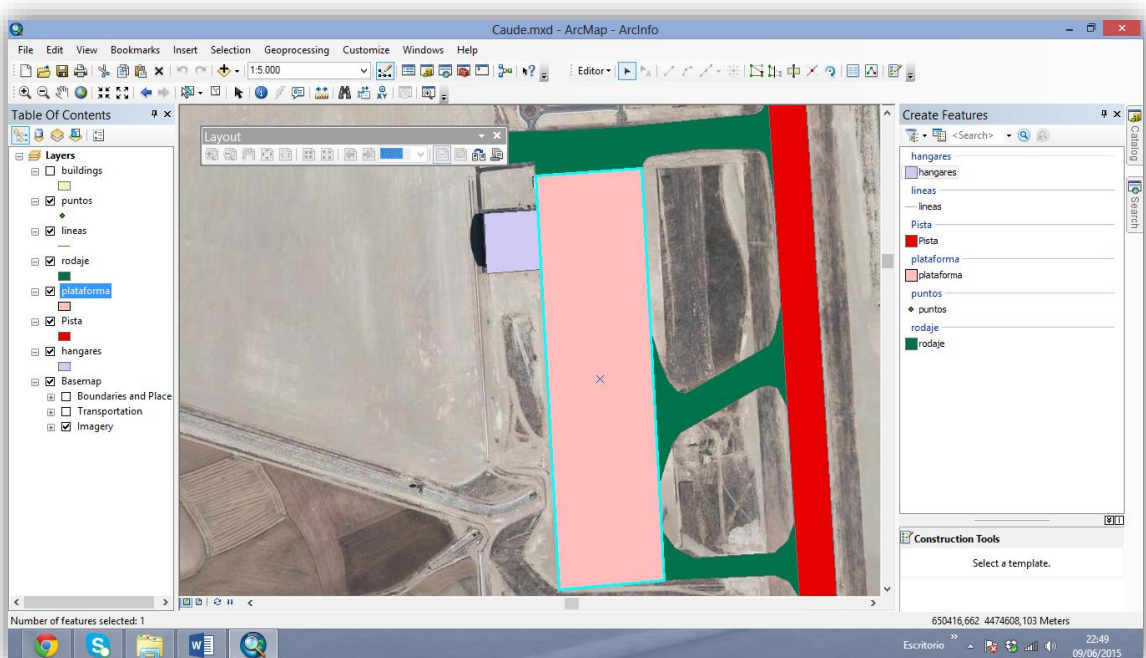 Caude.mxd - ArcMap - ArcInfo
File Edit View Bookmarks Insert Selection Geoprocessing Customize Windows Help
1:5.000
Editor
Table Of Contents
Layers
buildings
puntos
lineas
rodaje
plataforma
Pista
hangares
Basemap
Boundaries and Place
Transportation
Imagery
Layout
100%
Create Features
<Search>
hangares
hangares
lineas
lineas
Pista
Pista
plataforma
plataforma
puntos
puntos
rodaje
rodaje
Construction Tools
Select a template.
Catalog
Search
Number of features selected: 1
650416,662 4474608,103 Meters
Escritorio
22:49
09/06/2015